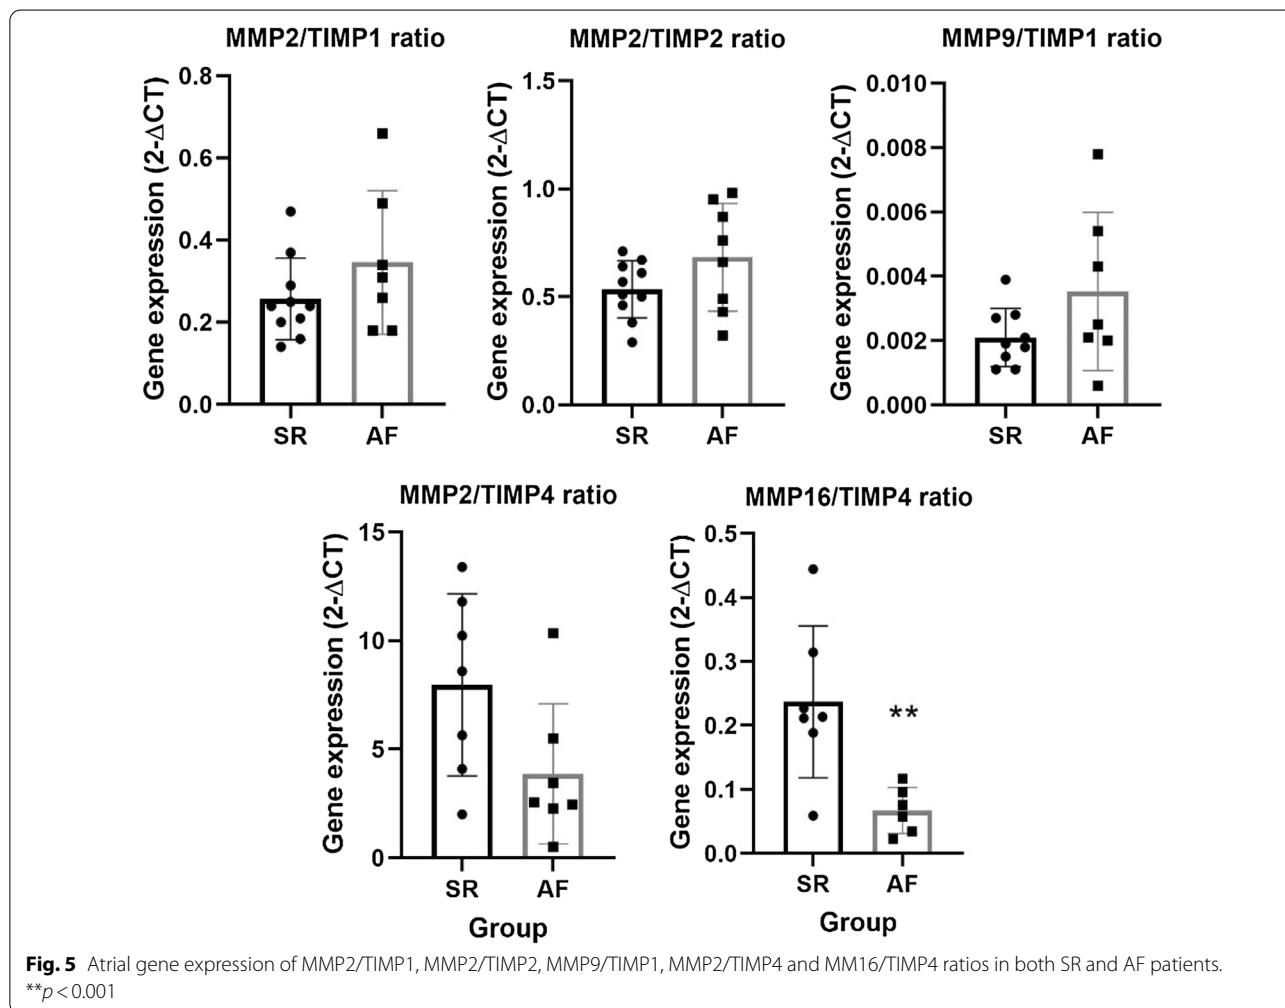 MMP2/TIMP1 ratio
Gene expression (2-ΔCT)
0.8
0.6
0.4
0.2
0.0
SR AF
MMP2/TIMP2 ratio
Gene expression (2-ΔCT)
1.5
1.0
0.5
0.0
SR AF
MMP9/TIMP1 ratio
Gene expression (2-ΔCT)
0.010
0.008
0.006
0.004
0.002
0.000
SR AF
MMP2/TIMP4 ratio
Gene expression (2-ΔCT)
15
10
5
0
SR AF
Group
MMP16/TIMP4 ratio
Gene expression (2-ΔCT)
0.5
0.4
0.3
0.2
0.1
0.0
**
SR AF
Group
Fig. 5 Atrial gene expression of MMP2/TIMP1, MMP2/TIMP2, MMP9/TIMP1, MMP2/TIMP4 and MM16/TIMP4 ratios in both SR and AF patients.
**p < 0.001